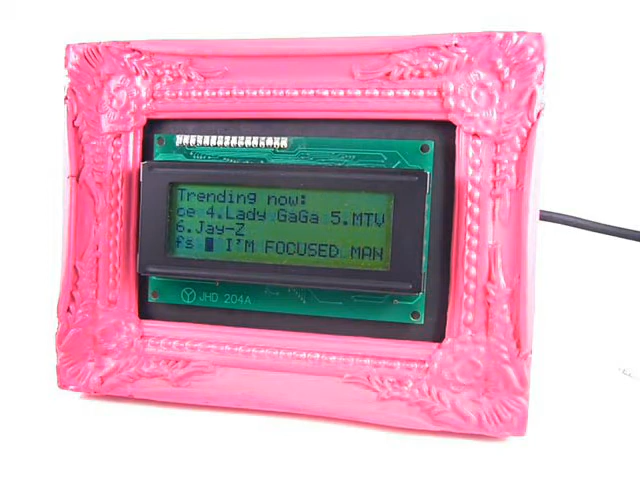 Trending now:
ce 4.Lady GaGa 5.MTV
6.Jay-Z
fs █ I'M FOCUSED MAN
JHD 204A